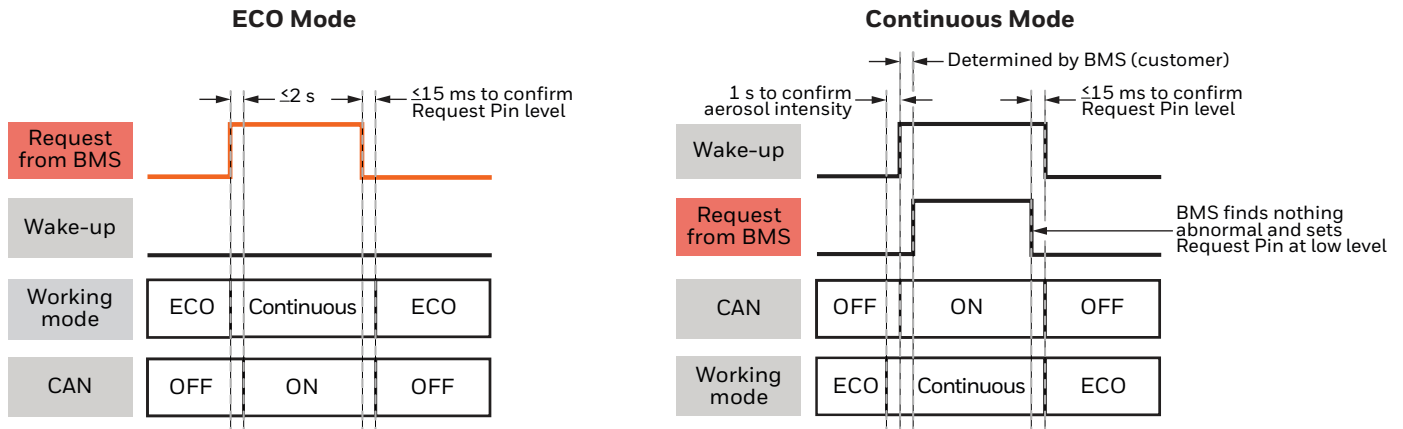 ECO Mode
≤2 s
≤15 ms to confirm
Request Pin level
Request
from BMS
Wake-up
Working
mode
ECO
Continuous
ECO
CAN
OFF
ON
OFF
Continuous Mode
Determined by BMS (customer)
1 s to confirm
aerosol intensity
≤15 ms to confirm
Request Pin level
Wake-up
Request
from BMS
BMS finds nothing
abnormal and sets
Request Pin at low level
CAN
OFF
ON
OFF
Working
mode
ECO
Continuous
ECO